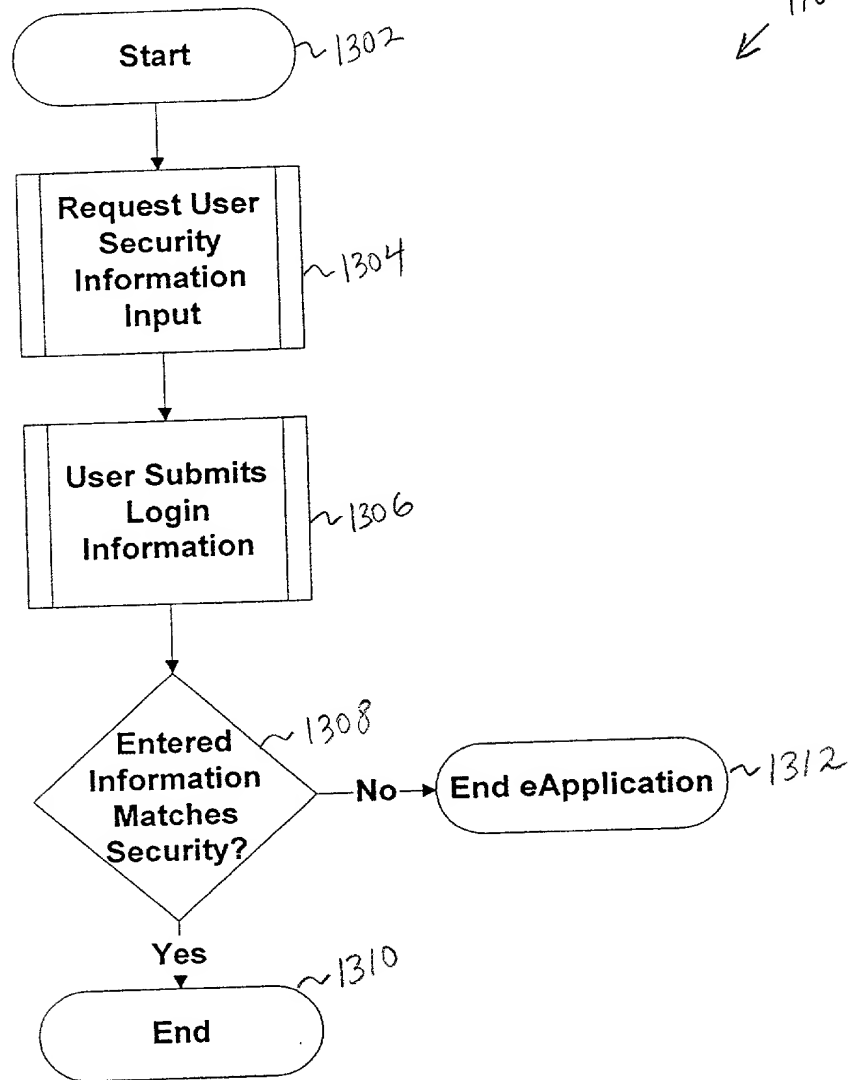 Start
1302
Request User
Security
Information
Input
1304
User Submits
Login
Information
1306
Entered
Information
Matches
Security?
1308
No
End eApplication
1312
Yes
1310
End